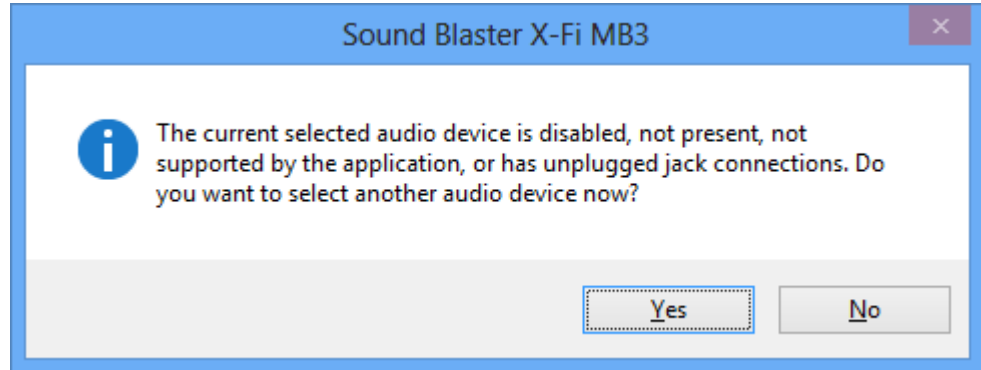 Sound Blaster X-Fi MB3
The current selected audio device is disabled, not present, not
supported by the application, or has unplugged jack connections. Do
you want to select another audio device now?
Yes
No